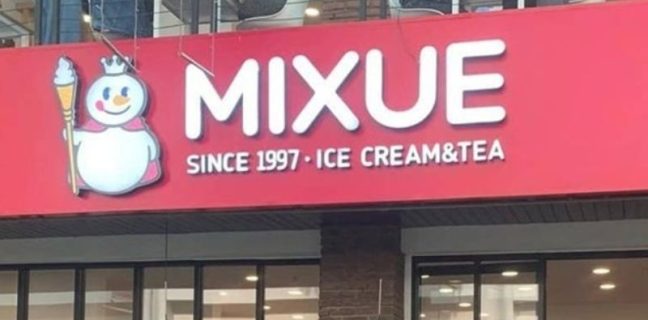 MIXUE
SINCE 1997 · ICE CREAM&TEA